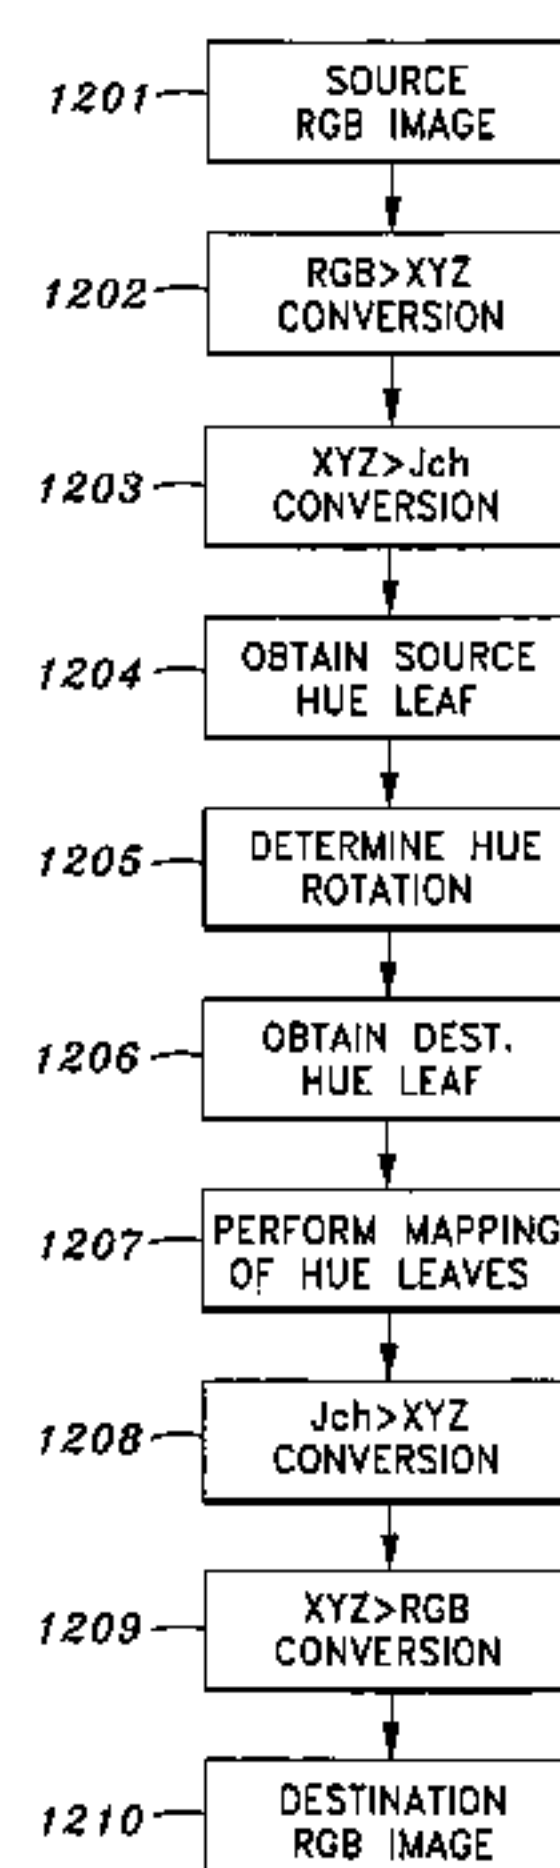 1201
SOURCE
RGB IMAGE
1202
RGB>XYZ
CONVERSION
1203
XYZ>Jch
CONVERSION
1204
OBTAIN SOURCE
HUE LEAF
1205
DETERMINE HUE
ROTATION
1206
OBTAIN DEST.
HUE LEAF
1207
PERFORM MAPPING
OF HUE LEAVES
1208
Jch>XYZ
CONVERSION
1209
XYZ>RGB
CONVERSION
1210
DESTINATION
RGB IMAGE